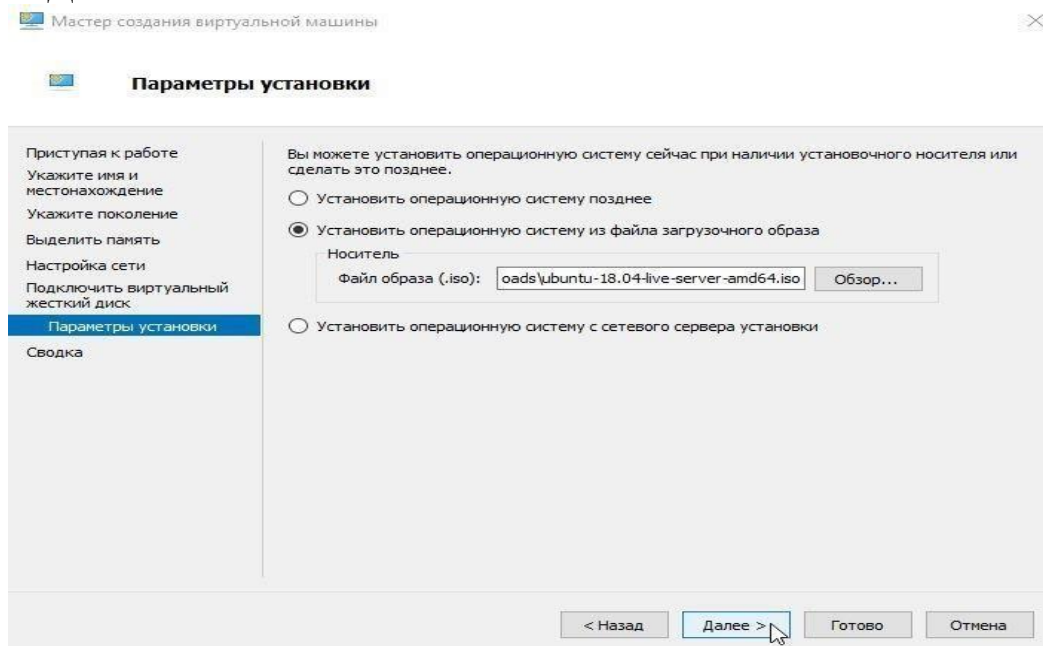 Мастер создания виртуальной машины
Параметры установки
Приступая к работе
Укажите имя и
местонахождение
Укажите поколение
Выделить память
Настройка сети
Подключить виртуальный
жесткий диск
Параметры установки
Сводка
Вы можете установить операционную систему сейчас при наличии установочного носителя или
сделать это позднее.
Установить операционную систему позднее
Установить операционную систему из файла загрузочного образа
Носитель
Файл образа (.iso): oads\ubuntu-18.04-live-server-amd64.iso Обзор...
Установить операционную систему с сетевого сервера установки
< Назад Далее > Готово Отмена